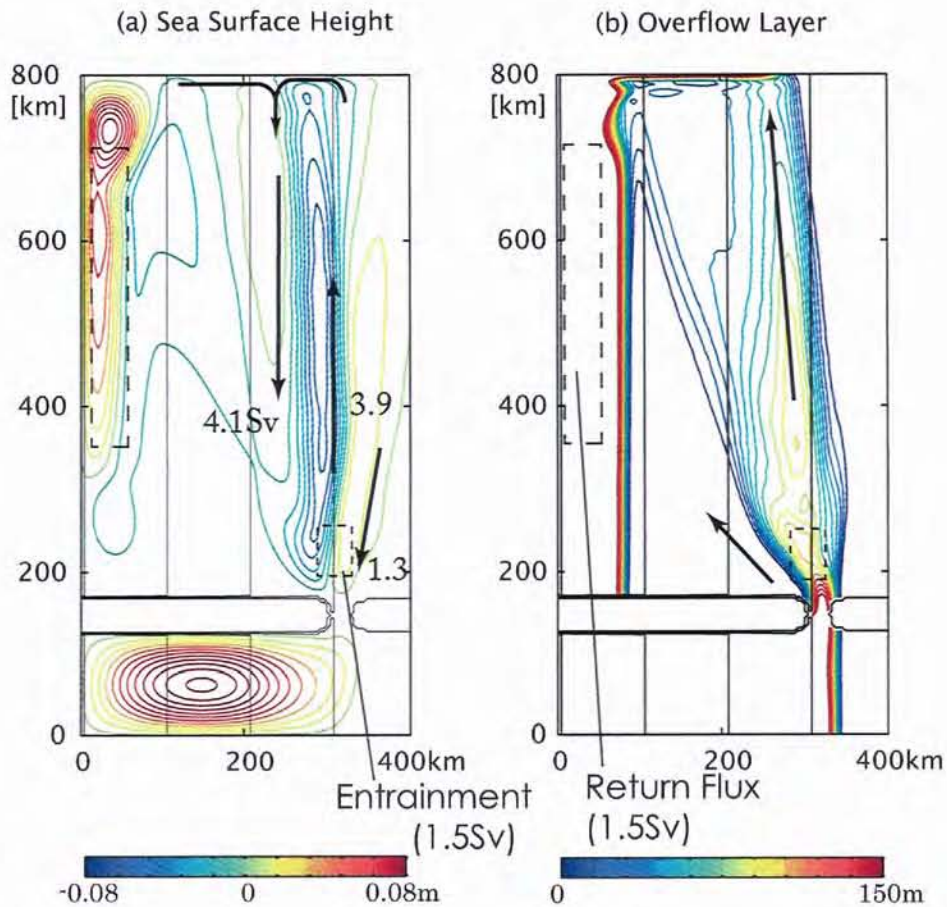 (a) Sea Surface Height
(b) Overflow Layer
800
[km]
600
400
200
0
0
200
400km
4.1Sv
3.9
1.3
Entrainment
(1.5Sv)
-0.08
0
0.08m
800
[km]
600
400
200
0
0
200
400km
Return Flux
(1.5Sv)
0
150m